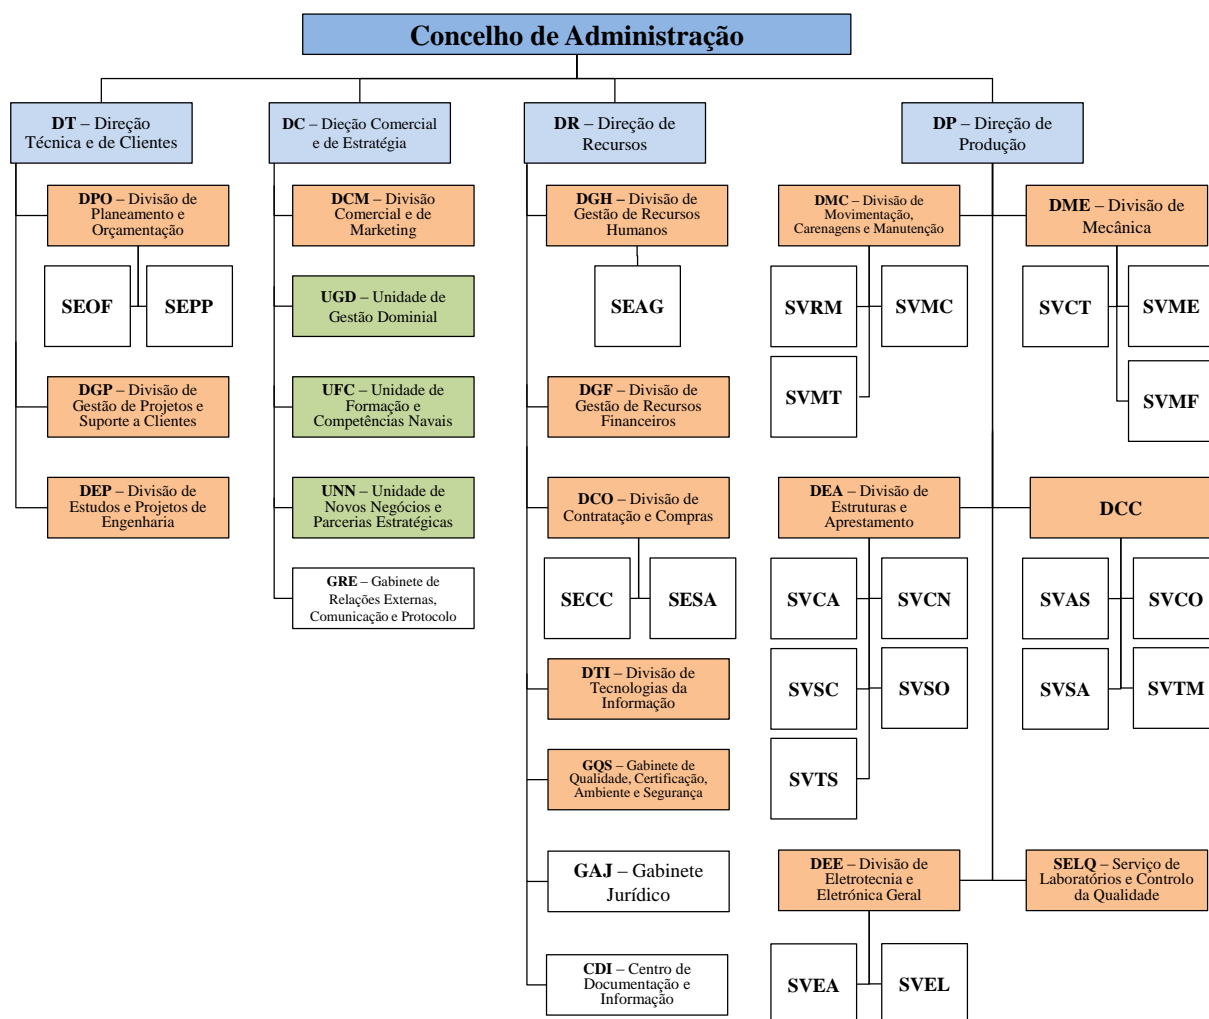 Concelho de Administração
DT – Direção
Técnica e de Clientes
DPO – Divisão de
Planeamento e
Orçamentação
SEOF
SEPP
DGP – Divisão de
Gestão de Projetos e
Suporte a Clientes
DEP – Divisão de
Estudos e Projetos de
Engenharia
DC – Dieção Comercial
e de Estratégia
DCM – Divisão
Comercial e de
Marketing
UGD – Unidade de
Gestão Dominial
UFC – Unidade de
Formação e
Competências Navais
UNN – Unidade de
Novos Negócios e
Parcerias Estratégicas
GRE – Gabinete de
Relações Externas,
Comunicação e Protocolo
DR – Direção de
Recursos
DGH – Divisão de
Gestão de Recursos
Humanos
SEAG
DGF – Divisão de
Gestão de Recursos
Financeiros
DCO – Divisão de
Contratação e Compras
SECC
SESA
DTI – Divisão de
Tecnologias da
Informação
GQS – Gabinete de
Qualidade, Certificação,
Ambiente e Segurança
GAJ – Gabinete
Jurídico
CDI – Centro de
Documentação e
Informação
DP – Direção de
Produção
DMC – Divisão de
Movimentação,
Carenagens e Manutenção
SVRM
SVMC
SVMT
DME – Divisão de
Mecânica
SVCT
SVME
SVMF
DEA – Divisão de
Estruturas e
Aprestamento
SVCA
SVCN
SVSC
SVSO
SVTS
DCC
SVAS
SVCO
SVSA
SVTM
DEE – Divisão de
Eletrotecnia e
Eletrónica Geral
SVEA
SVEL
SELQ – Serviço de
Laboratórios e Controlo
da Qualidade